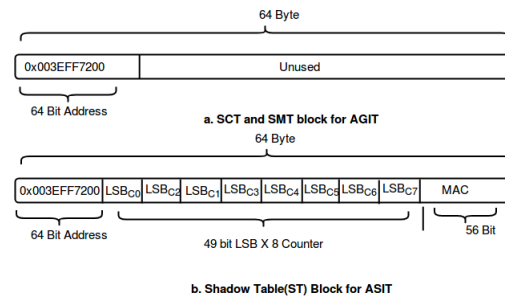 64 Byte
0x003EFF7200 Unused
64 Bit Address
a. SCT and SMT block for AGIT
64 Byte
0x003EFF7200 LSBC0 LSBC2 LSBC1 LSBC3 LSBC4 LSBC5 LSBC6 LSBC7 MAC
64 Bit Address
49 bit LSB X 8 Counter
56 Bit
b. Shadow Table(ST) Block for ASIT